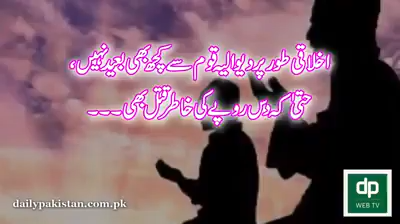 اخلاقی طور پر دیوالیہ قوم سے کچھ بھی بعید نہیں،
حتیٰ کہ دس روپے کی خاطر قتل بھی ۔۔۔
dp
WEB TV
dailypakistan.com.pk